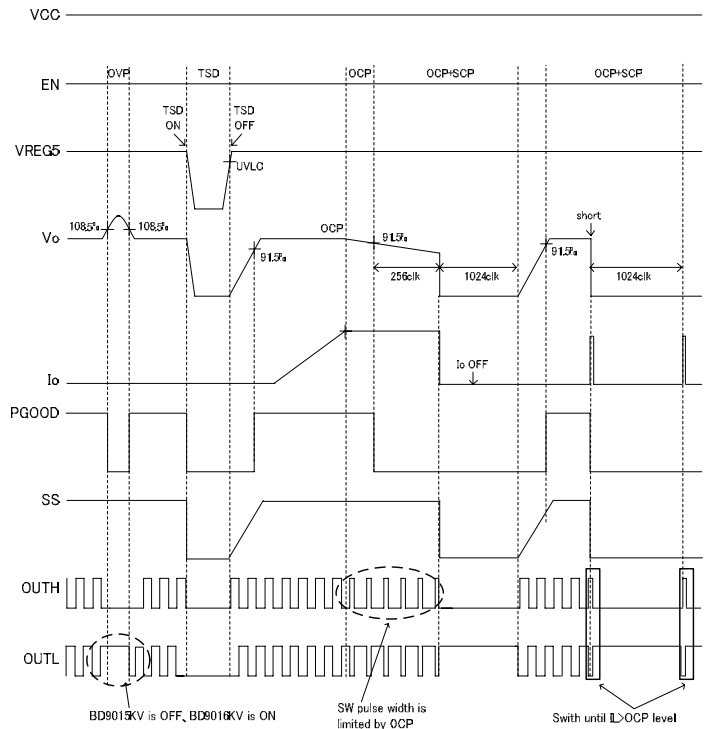 VCC
OVP TSD OCP OCP+SCP OCP+SCP
EN
TSD ON
TSD OFF
VREG5
UVLO
short
108.5% 108.5% OCP 91.5%
Vo
91.5% 91.5%
256clk 1024clk 1024clk
Io OFF
Io
PGOOD
SS
OUTH
OUTL
BD9015KV is OFF、BD9016KV is ON
SW pulse width is
limited by OCP
Swith until IL>OCP level